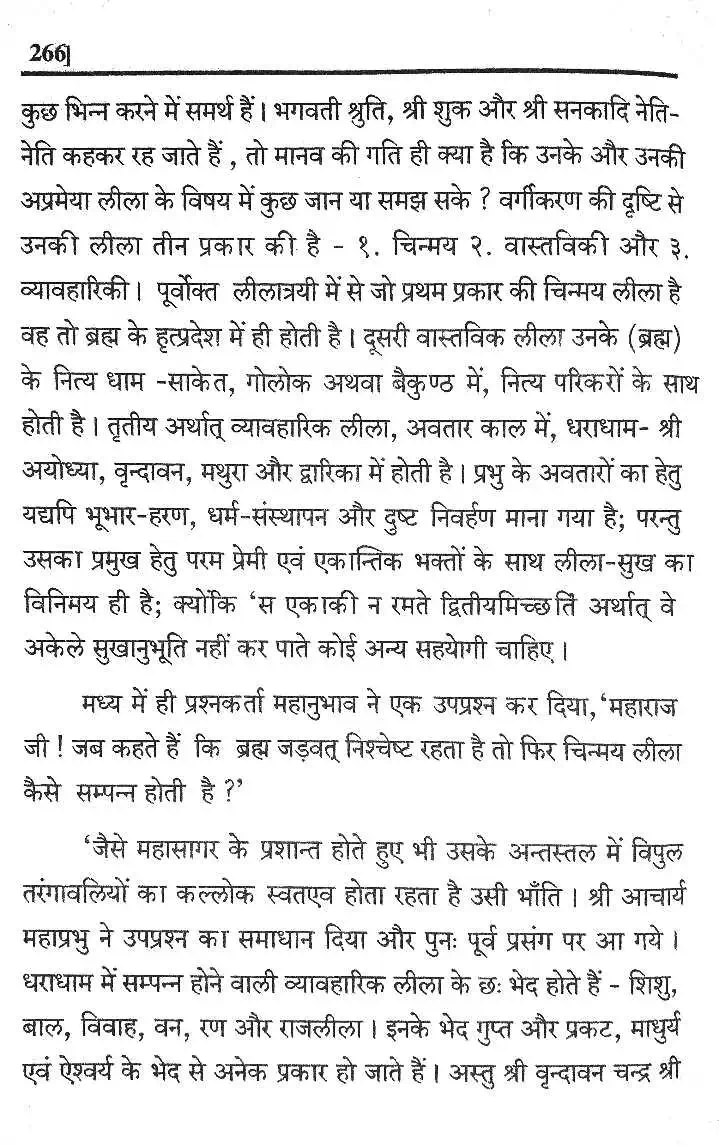 266]
कुछ भिन्न करने में समर्थ हैं। भगवती श्रुति, श्री शुक और श्री सनकादि नेति-
नेति कहकर रह जाते हैं , तो मानव की गति ही क्या है कि उनके और उनकी
अप्रमेया लीला के विषय में कुछ जान या समझ सके ? वर्गीकरण की दृष्टि से
उनकी लीला तीन प्रकार की है - १. चिन्मय २. वास्तविकी और ३.
व्यावहारिकी। पूर्वोक्त लीलात्रयी में से जो प्रथम प्रकार की चिन्मय लीला है
वह तो ब्रह्म के हृत्प्रदेश में ही होती है। दूसरी वास्तविक लीला उनके (ब्रह्म)
के नित्य धाम -साकेत, गोलोक अथवा बैकुण्ठ में, नित्य परिकरों के साथ
होती है। तृतीय अर्थात् व्यावहारिक लीला, अवतार काल में, धराधाम- श्री
अयोध्या, वृन्दावन, मथुरा और द्वारिका में होती है। प्रभु के अवतारों का हेतु
यद्यपि भूभार-हरण, धर्म-संस्थापन और दुष्ट निवर्हण माना गया है; परन्तु
उसका प्रमुख हेतु परम प्रेमी एवं एकान्तिक भक्तों के साथ लीला-सुख का
विनिमय ही है; क्योंकि ‘स एकाकी न रमते द्वितीयमिच्छति’ अर्थात् वे
अकेले सुखानुभूति नहीं कर पाते कोई अन्य सहयेागी चाहिए।
मध्य में ही प्रश्नकर्ता महानुभाव ने एक उपप्रश्न कर दिया,‘महाराज
जी ! जब कहते हैं कि ब्रह्म जड़वत् निश्चेष्ट रहता है तो फिर चिन्मय लीला
कैसे सम्पन्न होती है ?’
‘जैसे महासागर के प्रशान्त होते हुए भी उसके अन्तस्तल में विपुल
तरंगावलियों का कल्लोक स्वतएव होता रहता है उसी भाँति । श्री आचार्य
महाप्रभु ने उपप्रश्न का समाधान दिया और पुनः पूर्व प्रसंग पर आ गये।
धराधाम में सम्पन्न होने वाली व्यावहारिक लीला के छः भेद होते हैं - शिशु,
बाल, विवाह, वन, रण और राजलीला। इनके भेद गुप्त और प्रकट, माधुर्य
एवं ऐश्वर्य के भेद से अनेक प्रकार हो जाते हैं। अस्तु श्री वृन्दावन चन्द्र श्री